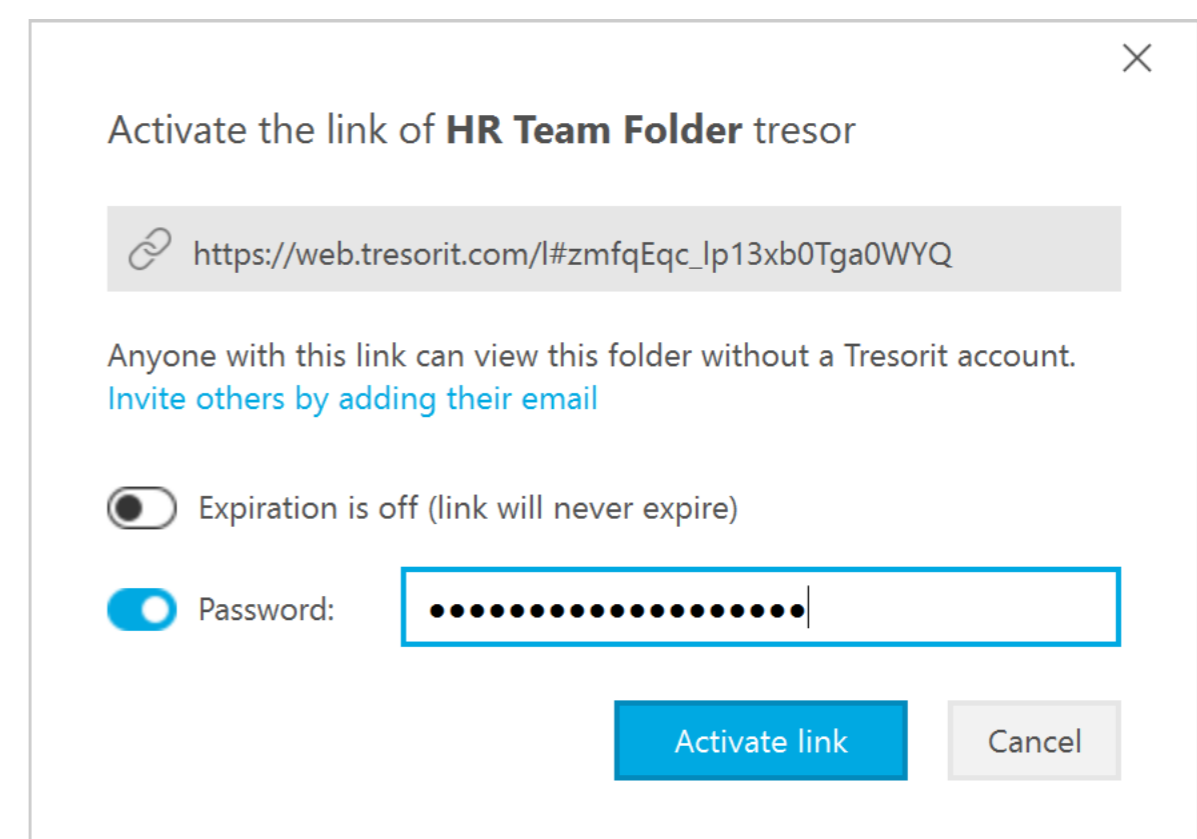 Activate the link of HR Team Folder tresor
https://web.tresorit.com/l#zmfqEqc_lp13xb0Tga0WYQ
Anyone with this link can view this folder without a Tresorit account.
Invite others by adding their email
Expiration is off (link will never expire)
Password: ●●●●●●●●●●●●●●●●●●●
Activate link Cancel